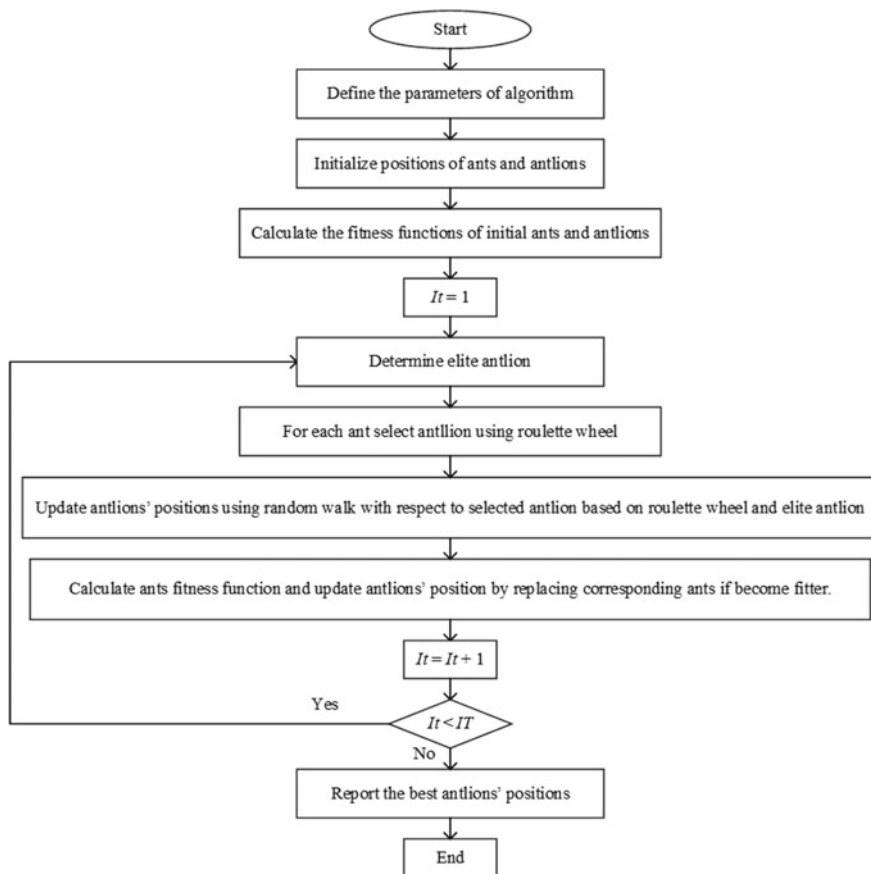 Start
Define the parameters of algorithm
Initialize positions of ants and antlions
Calculate the fitness functions of initial ants and antlions
It = 1
Determine elite antlion
For each ant select antllion using roulette wheel
Update antlions’ positions using random walk with respect to selected antlion based on roulette wheel and elite antlion
Calculate ants fitness function and update antlions’ position by replacing corresponding ants if become fitter.
It = It + 1
Yes
It < IT
No
Report the best antlions’ positions
End